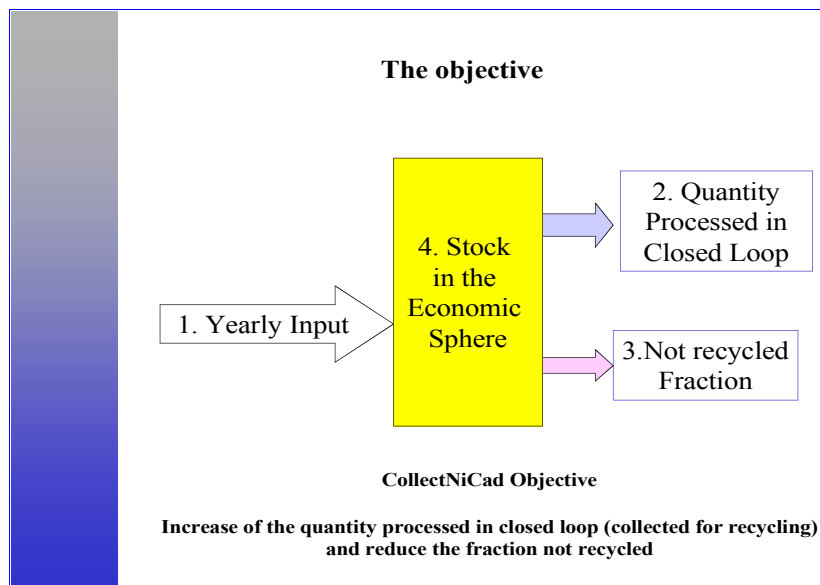 The objective
1. Yearly Input
4. Stock
in the
Economic
Sphere
2. Quantity
Processed in
Closed Loop
3.Not recycled
Fraction
CollectNiCad Objective
Increase of the quantity processed in closed loop (collected for recycling)
and reduce the fraction not recycled